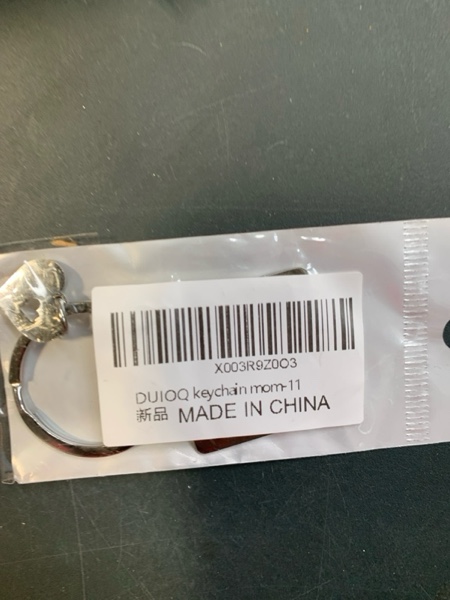 X003R9Z0O3
DUIOQ keychain mom-11
新品 MADE IN CHINA